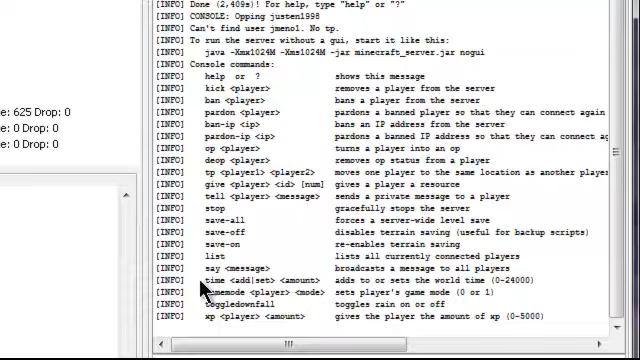 [INFO] Done (2,409s)! For help, type "help" or "?"
[INFO] CONSOLE: Opping justen1998
[INFO] Can't find user jmeno1. No tp.
[INFO] To run the server without a gui, start it like this:
[INFO] java -Xmx1024M -Xms1024M -jar minecraft_server.jar nogui
[INFO] Console commands:
[INFO] help or ? shows this message
[INFO] kick <player> removes a player from the server
[INFO] ban <player> bans a player from the server
e: 625 Drop: 0
[INFO] pardon <player> pardons a banned player so that they can connect again
e: 0 Drop: 0
[INFO] ban-ip <ip> bans an IP address from the server
[INFO] pardon-ip <ip> pardons a banned IP address so that they can connect ag
e: 0 Drop: 0
[INFO] op <player> turns a player into an op
[INFO] deop <player> removes op status from a player
[INFO] tp <player1> <player2> moves one player to the same location as another player
[INFO] give <player> <id> [num] gives a player a resource
[INFO] tell <player> <message> sends a private message to a player
[INFO] stop gracefully stops the server
[INFO] save-all forces a server-wide level save
[INFO] save-off disables terrain saving (useful for backup scripts)
[INFO] save-on re-enables terrain saving
[INFO] list lists all currently connected players
[INFO] say <message> broadcasts a message to all players
[INFO] time <add|set> <amount> adds to or sets the world time (0-24000)
[INFO] <player> <mode> sets player's game mode (0 or 1)
[INFO] toggledownfall toggles rain on or off
[INFO] xp <player> <amount> gives the player the amount of xp (0-5000)